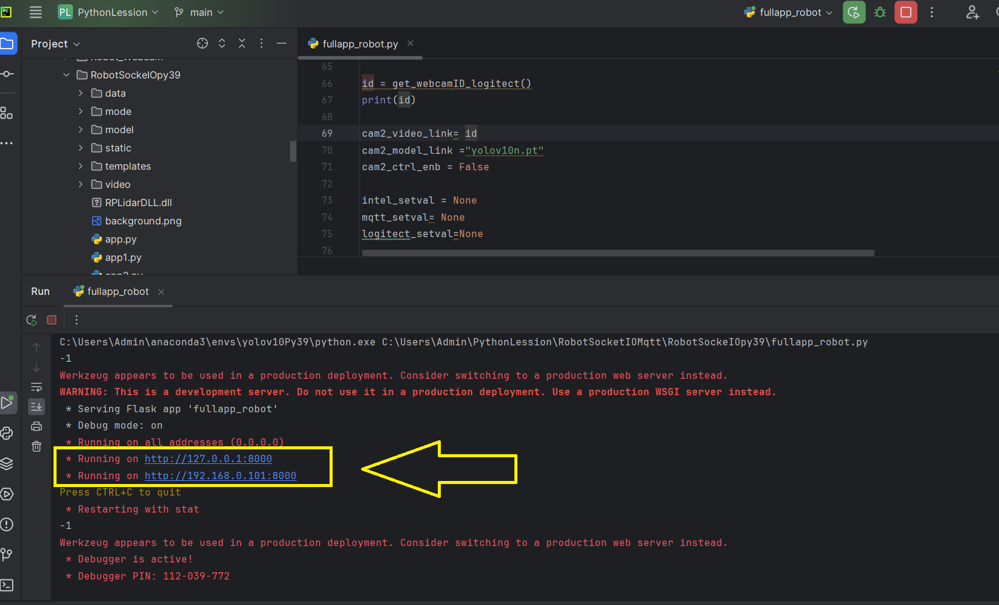 PC
PL PythonLession
main
fullapp_robot
Project
fullapp_robot.py
RobotSockeIOpy39
data
mode
model
static
templates
video
RPLidarDLL.dll
background.png
app.py
app1.py
65
66 id = get_webcamID_logitect()
67 print(id)
68
69 cam2_video_link= id
70 cam2_model_link ="yolov10n.pt"
71 cam2_ctrl_enb = False
72
73 intel_setval = None
74 mqtt_setval= None
75 logitect_setval=None
76
Run fullapp_robot
C:\Users\Admin\anaconda3\envs\yolov10Py39\python.exe C:\Users\Admin\PythonLession\RobotSocketIOMqtt\RobotSockeIOpy39\fullapp_robot.py
-1
Werkzeug appears to be used in a production deployment. Consider switching to a production web server instead.
WARNING: This is a development server. Do not use it in a production deployment. Use a production WSGI server instead.
* Serving Flask app 'fullapp_robot'
* Debug mode: on
* Running on all addresses (0.0.0.0)
* Running on http://127.0.0.1:8000
* Running on http://192.168.0.101:8000
Press CTRL+C to quit
* Restarting with stat
-1
Werkzeug appears to be used in a production deployment. Consider switching to a production web server instead.
* Debugger is active!
* Debugger PIN: 112-039-772